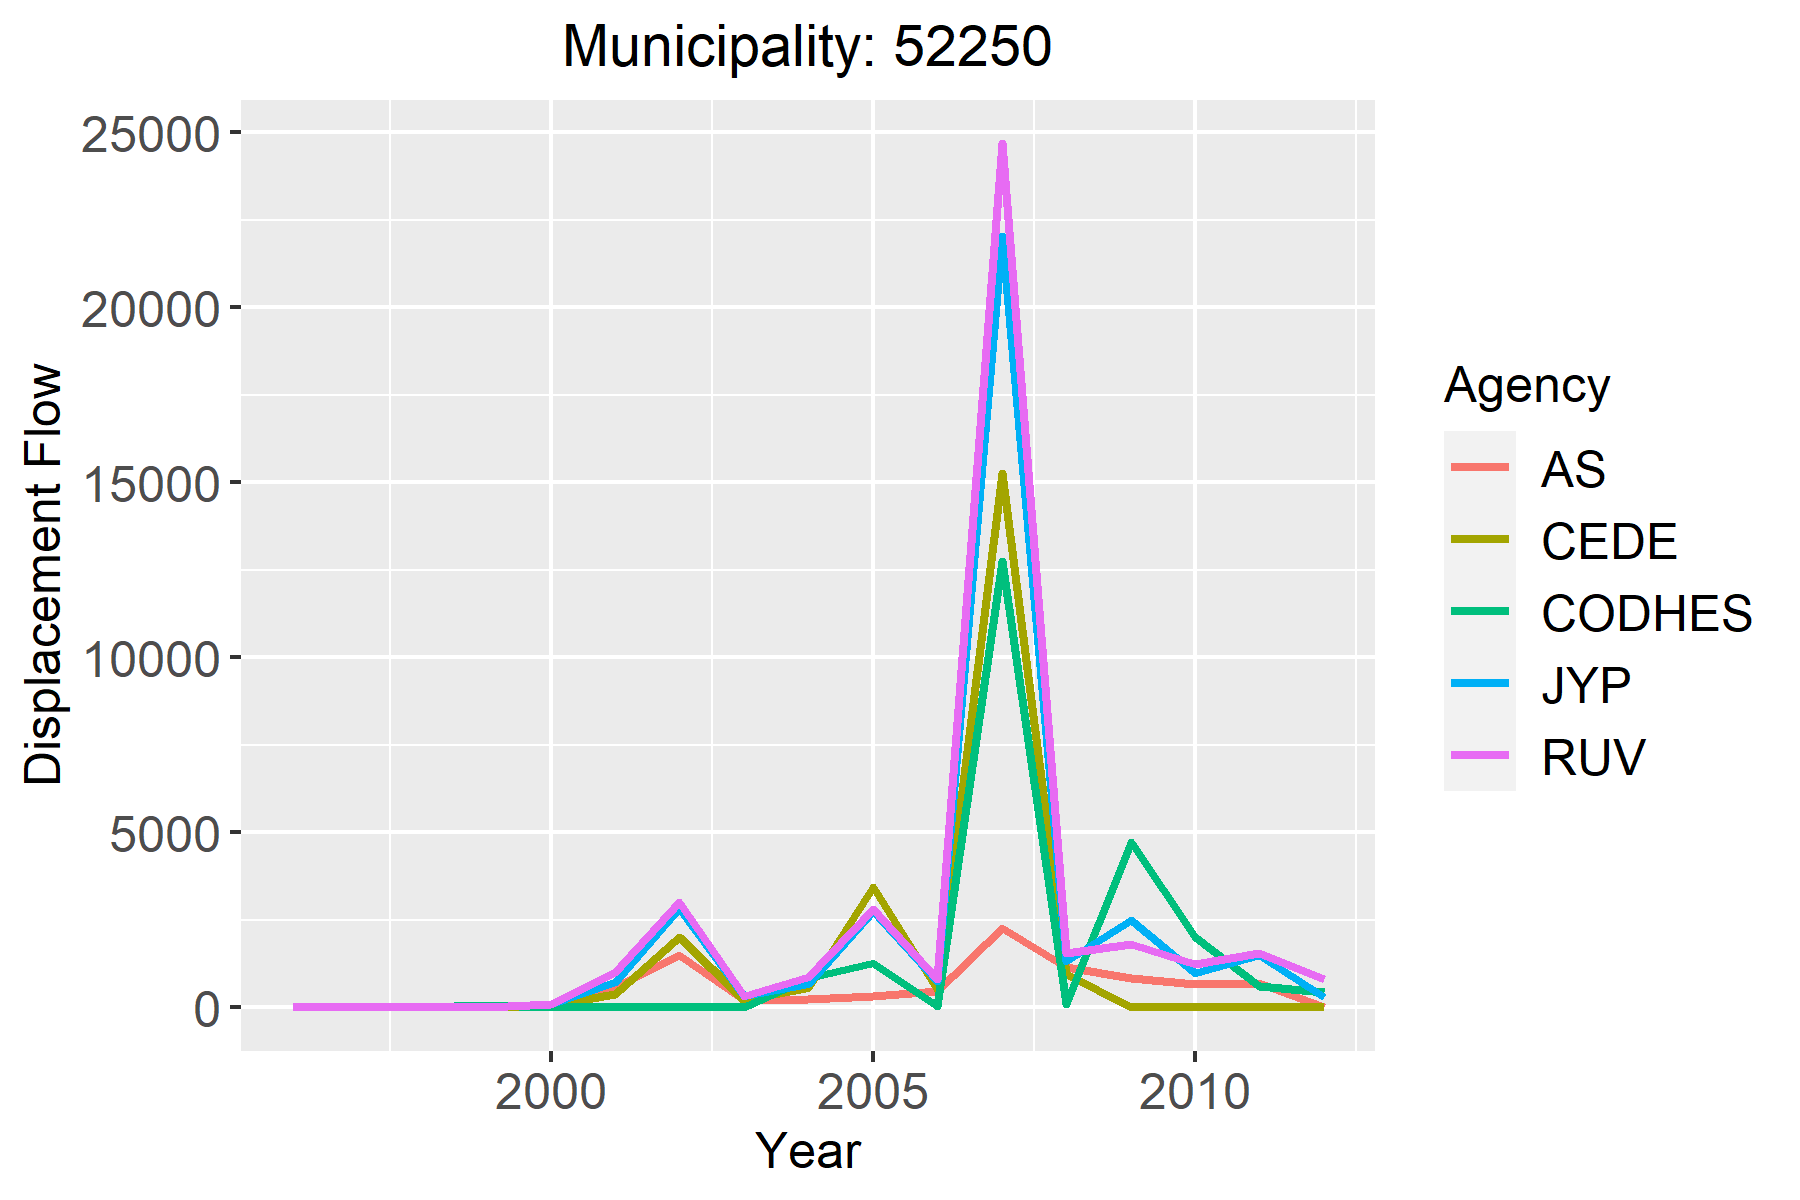 Municipality: 52250
25000
20000
15000
10000
5000
0
Displacement Flow
2000
2005
2010
Year
Agency
AS
CEDE
CODHES
JYP
RUV